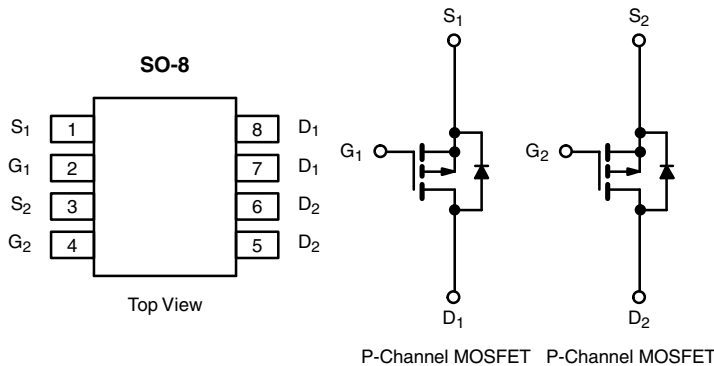 SO-8
S1 1 8 D1
G1 2 7 D1
S2 3 6 D2
G2 4 5 D2
Top View
S1
G1
D1
P-Channel MOSFET
S2
G2
D2
P-Channel MOSFET